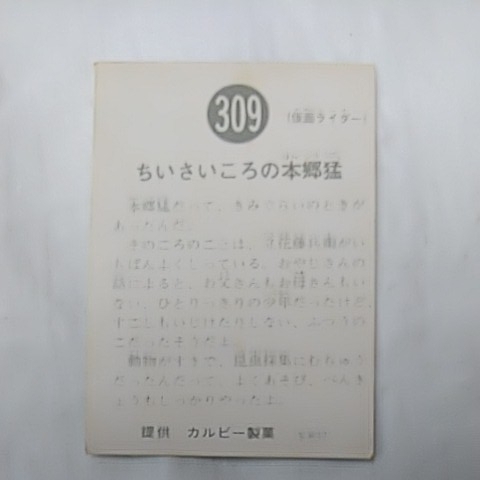 309
(仮面ライダー)
ちいさいころの本郷猛
本郷猛だって、きみぐらいのときが
あったんだ。
そのころのことは、立花藤兵衛がいち
ばんよくしっている。おやじさんの
話によると、お父さんもお母さんもい
ない、ひとりっきりの少年だったけど、
すこしもいじけたりしない、ふつうの
こだったそうだよ。
動物がすきで、昆虫採集にむちゅう
だったんだって。よくあそび、べんき
ょうもしっかりやったよ。
提供 カルビー製菓